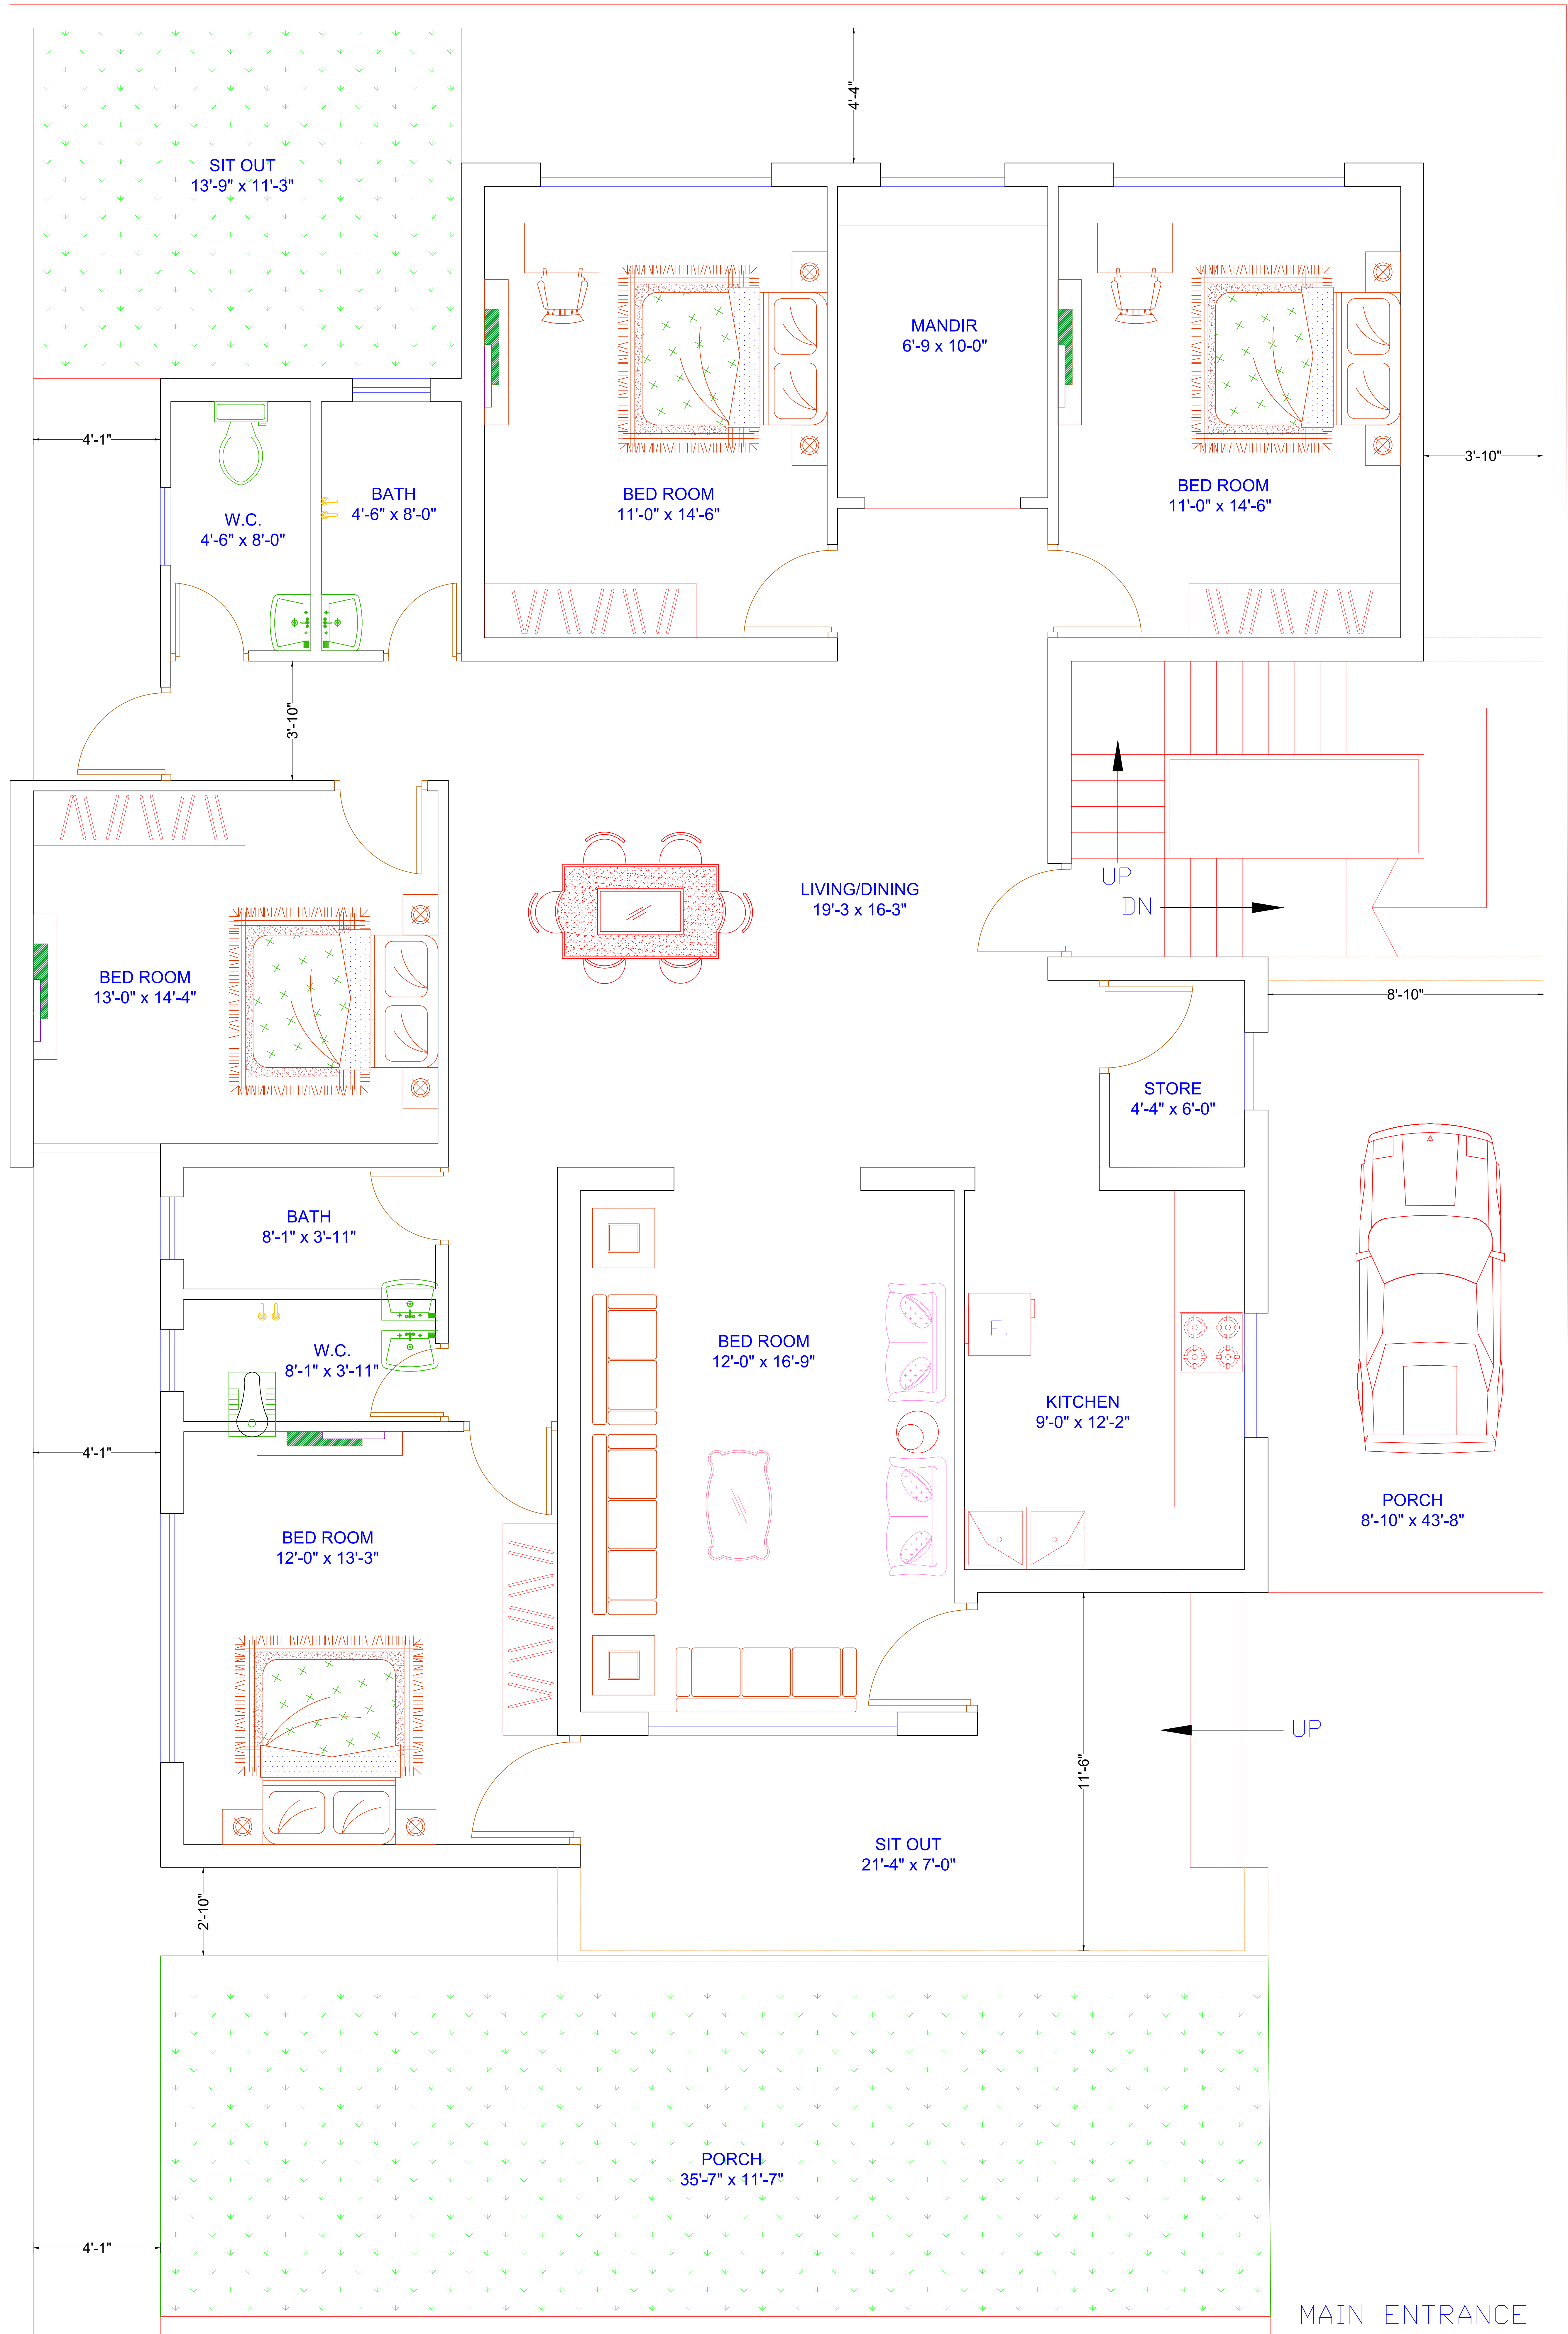 4'-4"
SIT OUT
13'-9" x 11'-3"
MANDIR
6'-9 x 10-0"
4'-1"
3'-10"
W.C.
4'-6" x 8'-0"
BATH
4'-6" x 8'-0"
BED ROOM
11'-0" x 14'-6"
BED ROOM
11'-0" x 14'-6"
3'-10"
UP
DN
LIVING/DINING
19'-3 x 16-3"
BED ROOM
13'-0" x 14'-4"
8'-10"
STORE
4'-4" x 6'-0"
BATH
8'-1" x 3'-11"
W.C.
8'-1" x 3'-11"
BED ROOM
12'-0" x 16'-9"
F.
KITCHEN
9'-0" x 12'-2"
4'-1"
PORCH
8'-10" x 43'-8"
BED ROOM
12'-0" x 13'-3"
UP
11'-6"
SIT OUT
21'-4" x 7'-0"
2'-10"
PORCH
35'-7" x 11'-7"
4'-1"
MAIN ENTRANCE